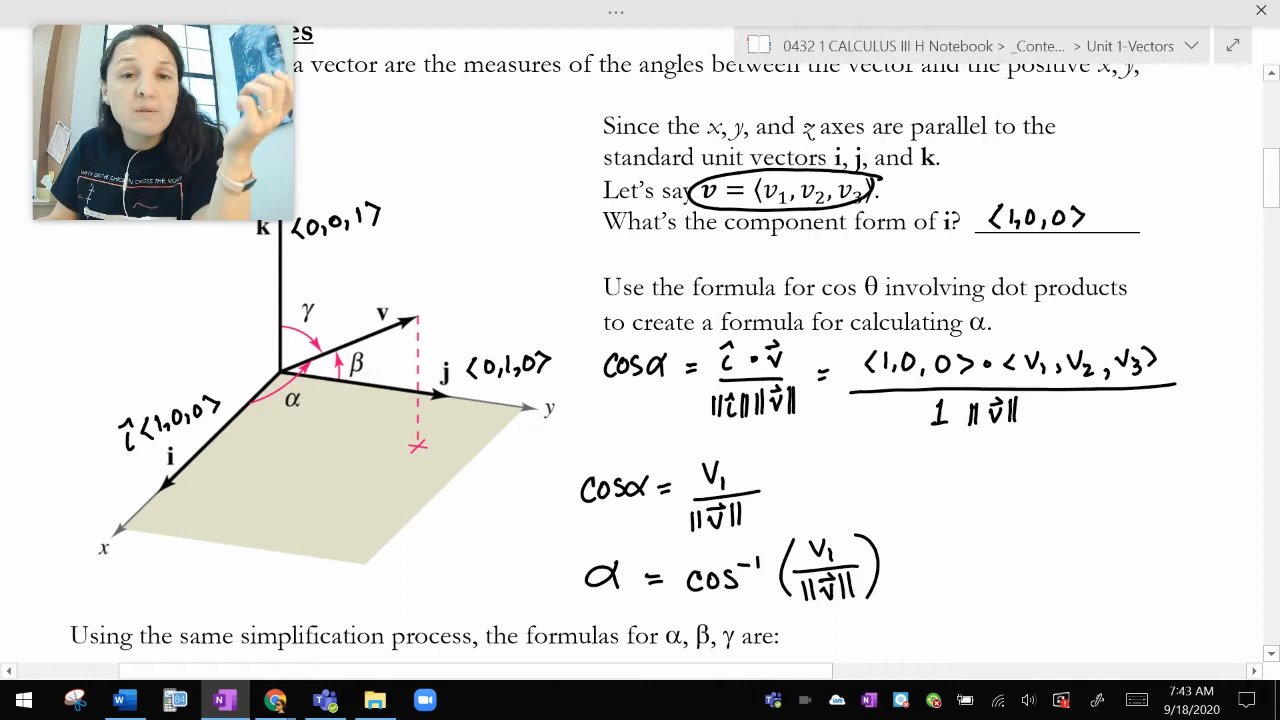 es
0432 1 CALCULUS III H Notebook > _Conte... > Unit 1-Vectors
a vector are the measures of the angles between the vector and the positive x, y,
Since the x, y, and z axes are parallel to the
standard unit vectors i, j, and k.
Let's say v = ⟨v₁, v₂, v₃⟩.
What's the component form of i? ⟨1,0,0⟩
Use the formula for cos θ involving dot products
to create a formula for calculating α.
cosα = î • v⃗ / ‖î‖ ‖v⃗‖ = ⟨1,0,0⟩ • ⟨v₁, v₂, v₃⟩ / 1 ‖v⃗‖
cosα = v₁ / ‖v⃗‖
α = cos⁻¹ (v₁ / ‖v⃗‖)
k ⟨0,0,1⟩
γ
v
β
j ⟨0,1,0⟩
α
y
î ⟨1,0,0⟩
i
x
Using the same simplification process, the formulas for α, β, γ are:
7:43 AM
9/18/2020